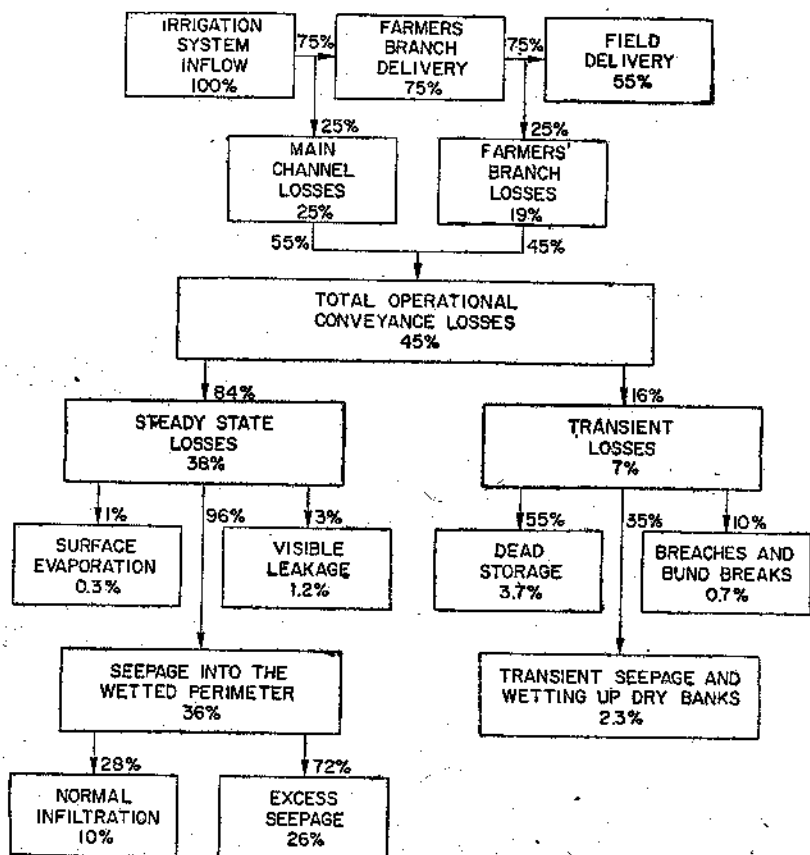 IRRIGATION
SYSTEM
INFLOW
100%
75%
FARMERS
BRANCH
DELIVERY
75%
75%
FIELD
DELIVERY
55%
25%
MAIN
CHANNEL
LOSSES
25%
25%
FARMERS'
BRANCH
LOSSES
19%
55%
45%
TOTAL OPERATIONAL
CONVEYANCE LOSSES
45%
84%
STEADY STATE
LOSSES
38%
16%
TRANSIENT
LOSSES
7%
1%
SURFACE
EVAPORATION
0.3%
96%
3%
VISIBLE
LEAKAGE
1.2%
55%
DEAD
STORAGE
3.7%
35%
10%
BREACHES AND
BUND BREAKS
0.7%
SEEPAGE INTO THE
WETTED PERIMETER
36%
TRANSIENT SEEPAGE AND
WETTING UP DRY BANKS
2.3%
28%
NORMAL
INFILTRATION
10%
72%
EXCESS
SEEPAGE
26%